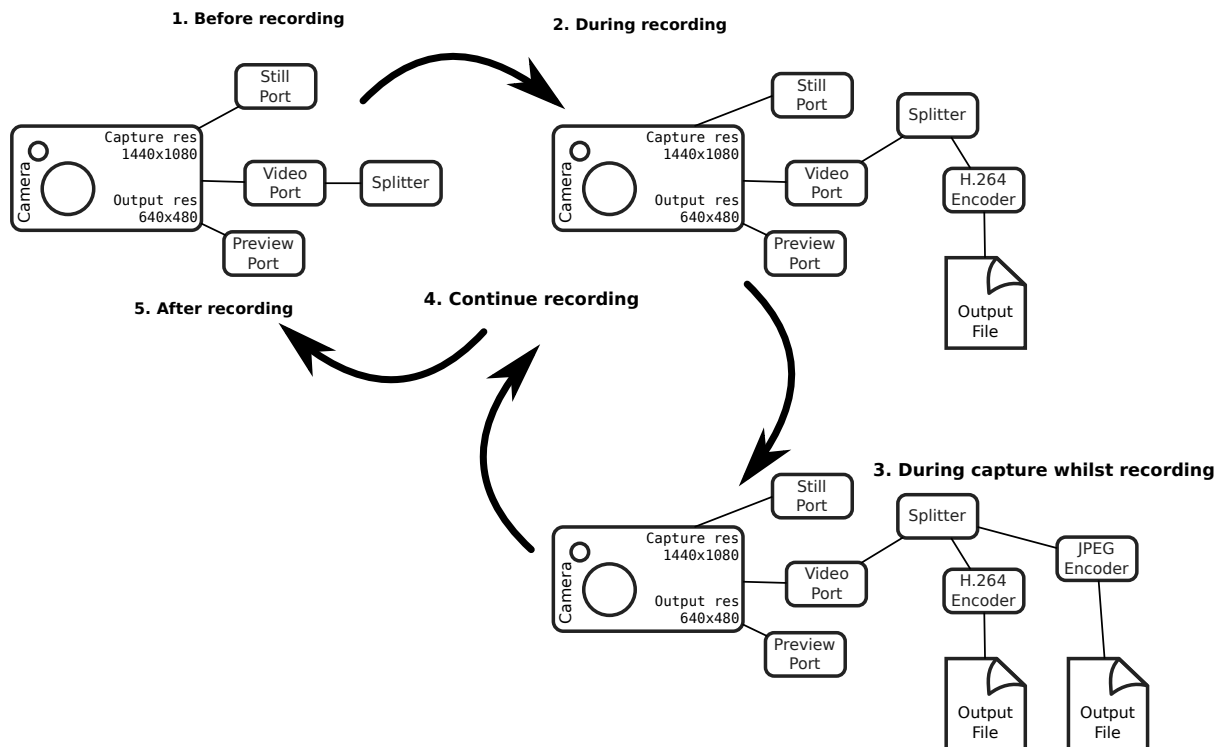 1. Before recording
Still
Port
Capture res
1440x1080
Camera
Video
Port
Splitter
Output res
640x480
Preview
Port
2. During recording
Still
Port
Splitter
Capture res
1440x1080
Camera
Video
Port
H.264
Encoder
Output res
640x480
Preview
Port
Output
File
5. After recording
4. Continue recording
3. During capture whilst recording
Still
Port
Splitter
Capture res
1440x1080
Camera
Video
Port
H.264
Encoder
JPEG
Encoder
Output res
640x480
Preview
Port
Output
File
Output
File